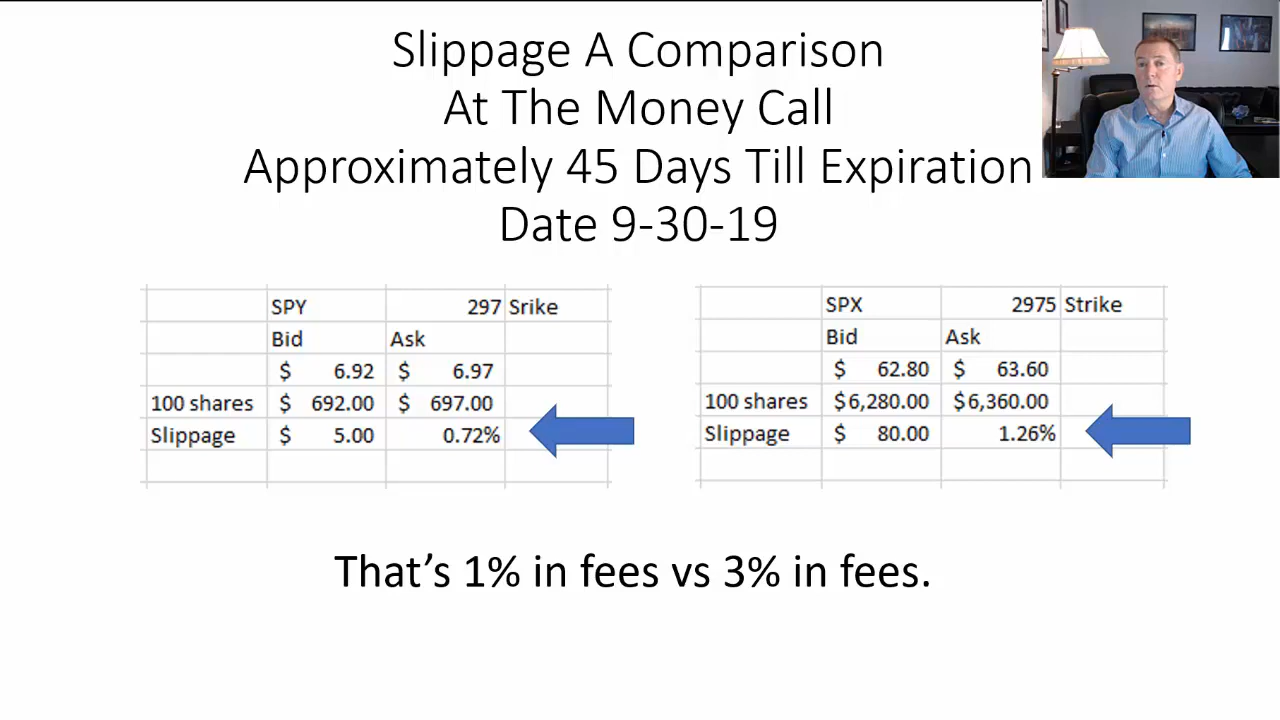 Slippage A Comparison
At The Money Call
Approximately 45 Days Till Expiration
Date 9-30-19
SPY 297 Srike
Bid Ask
$ 6.92 $ 6.97
100 shares $ 692.00 $ 697.00
Slippage $ 5.00 0.72%
SPX 2975 Strike
Bid Ask
$ 62.80 $ 63.60
100 shares $6,280.00 $6,360.00
Slippage $ 80.00 1.26%
That’s 1% in fees vs 3% in fees.